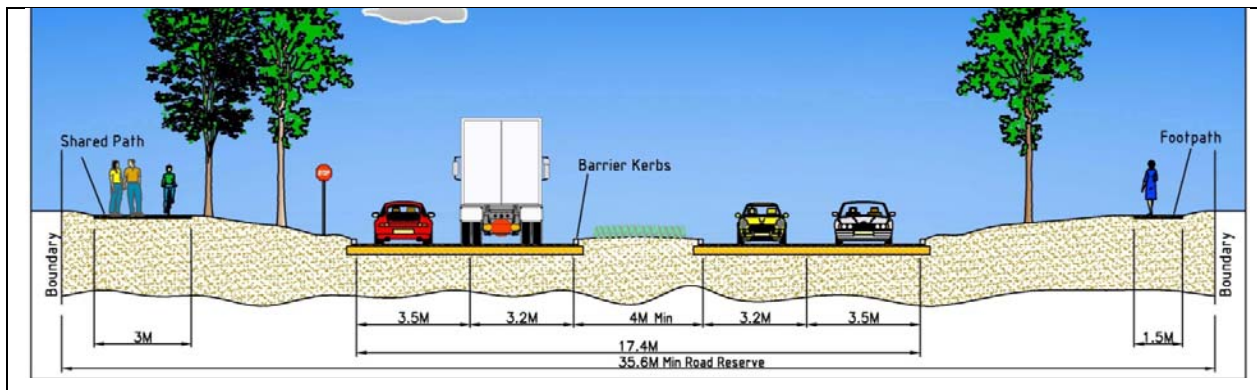 Shared Path
Footpath
STOP
Barrier Kerbs
Boundary
Boundary
3.5M
3.2M
4M Min
3.2M
3.5M
3M
17.4M
1.5M
35.6M Min Road Reserve